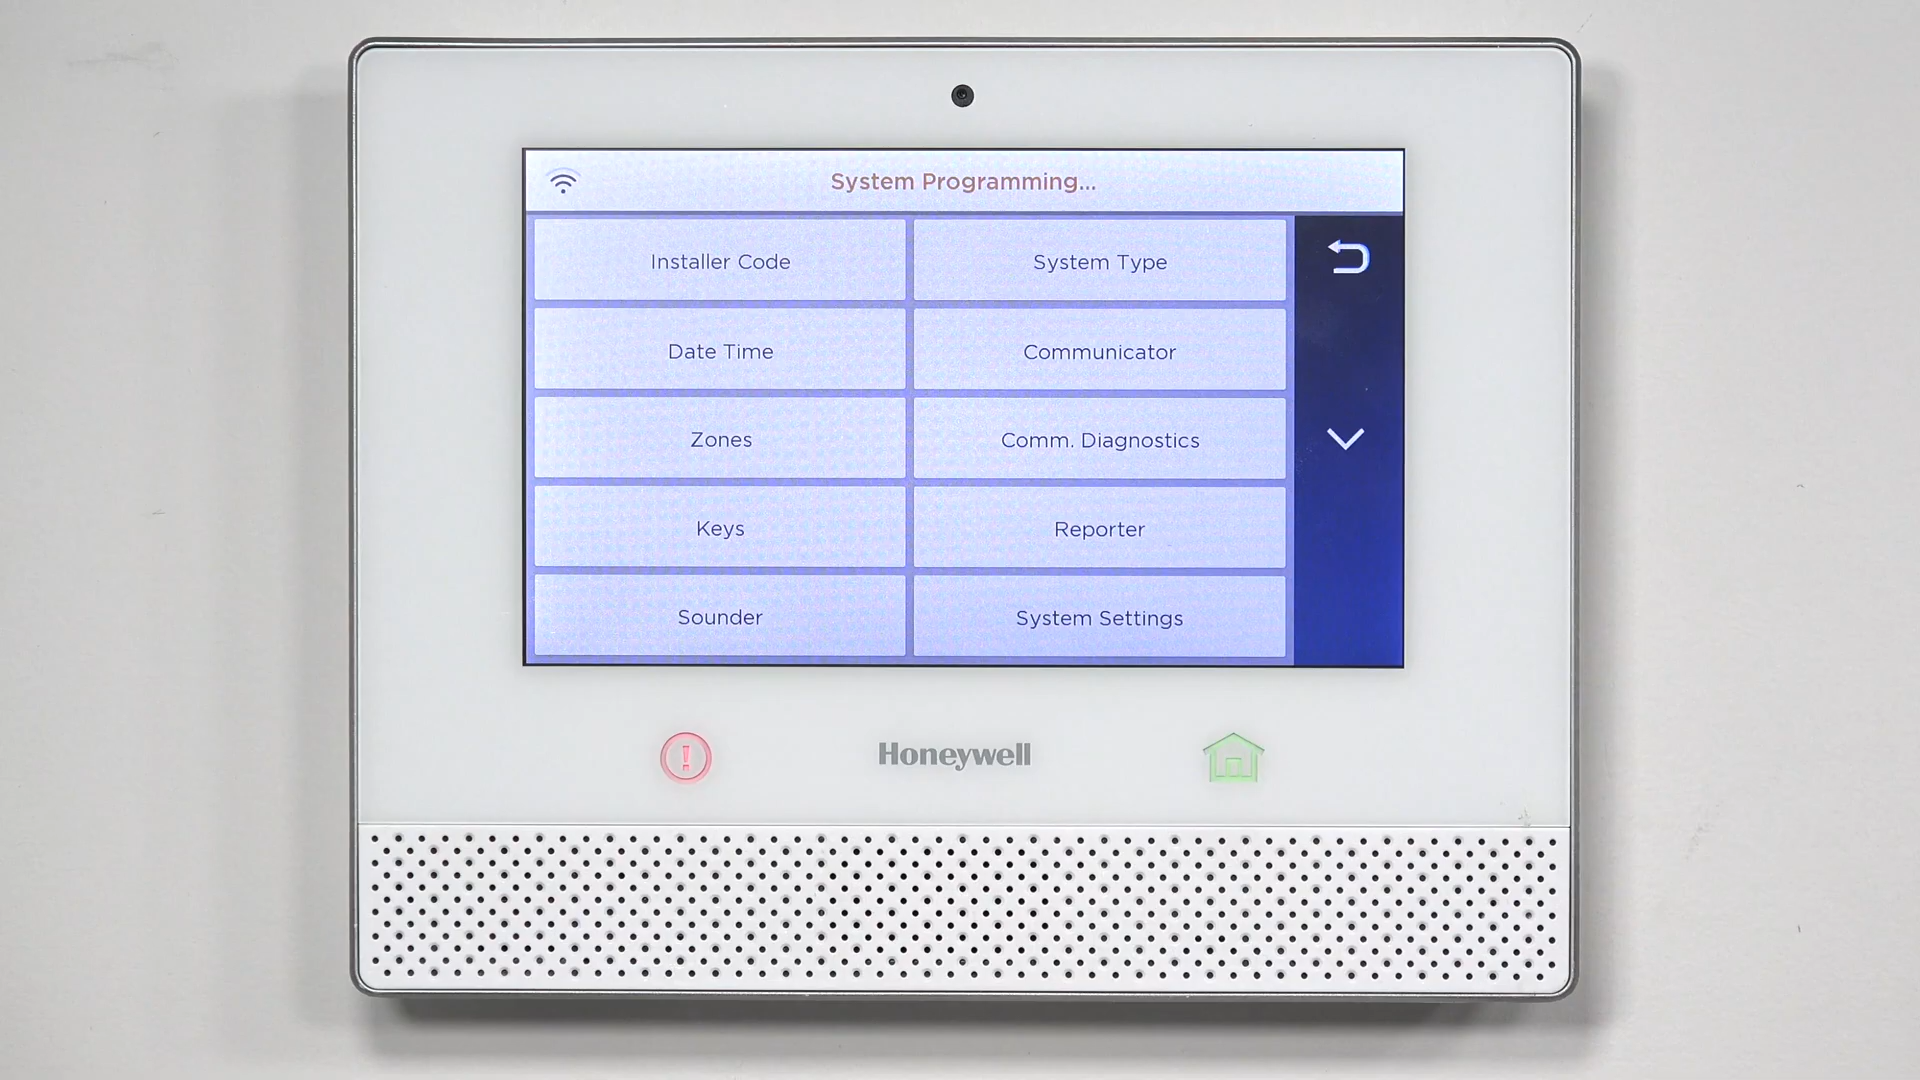 System Programming...
Installer Code
System Type
Date Time
Communicator
Zones
Comm. Diagnostics
Keys
Reporter
Sounder
System Settings
Honeywell